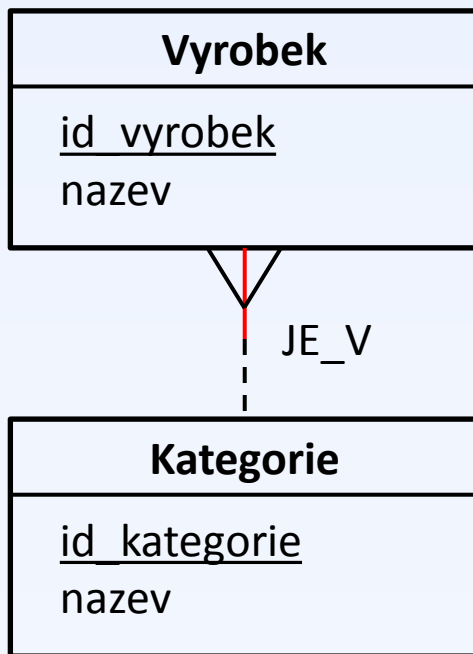 Vyrobek
id_vyrobek
nazev
JE_V
Kategorie
id_kategorie
nazev